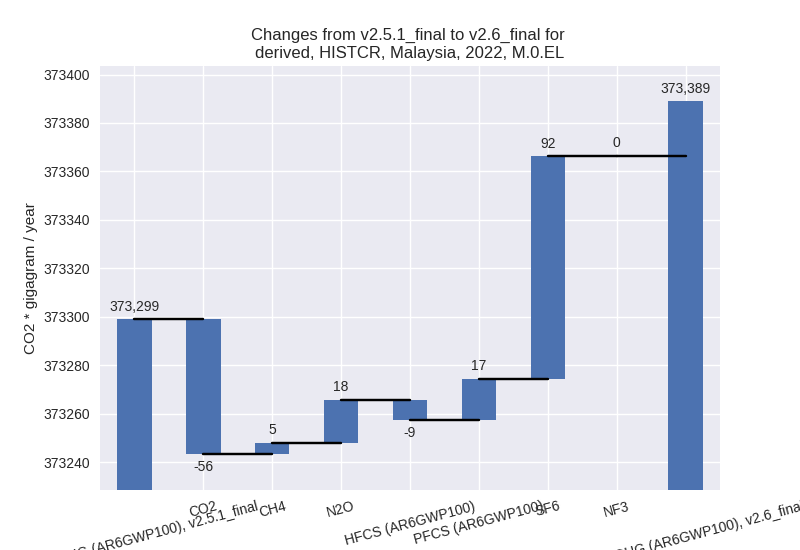 Changes from v2.5.1_final to v2.6_final for
derived, HISTCR, Malaysia, 2022, M.0.EL
CO2 * gigagram / year
373400
373380
373360
373340
373320
373300
373280
373260
373240
373,299
-56
5
18
-9
17
92
0
373,389
(AR6GWP100), v2.5.1_final
CO2
CH4
N2O
HFCS (AR6GWP100)
PFCS (AR6GWP100)
SF6
NF3
(AR6GWP100), v2.6_final